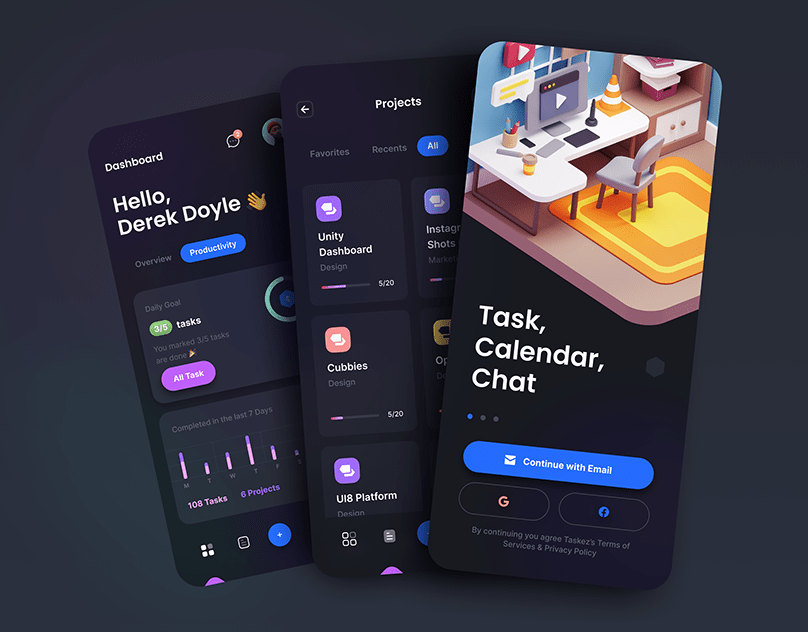 Dashboard
2
Hello,
Derek Doyle 👋
Overview
Productivity
Daily Goal
3/5 tasks
You marked 3/5 tasks
are done 🎉
All Task
Completed in the last 7 Days
M T W T F S
108 Tasks
6 Projects
+
Projects
Favorites
Recents
All
Unity
Dashboard
Design
5/20
Shots
Cubbies
Design
5/20
UI8 Platform
Design
Task,
Calendar,
Chat
Continue with Email
G
f
By continuing you agree Taskez's Terms of
Services & Privacy Policy